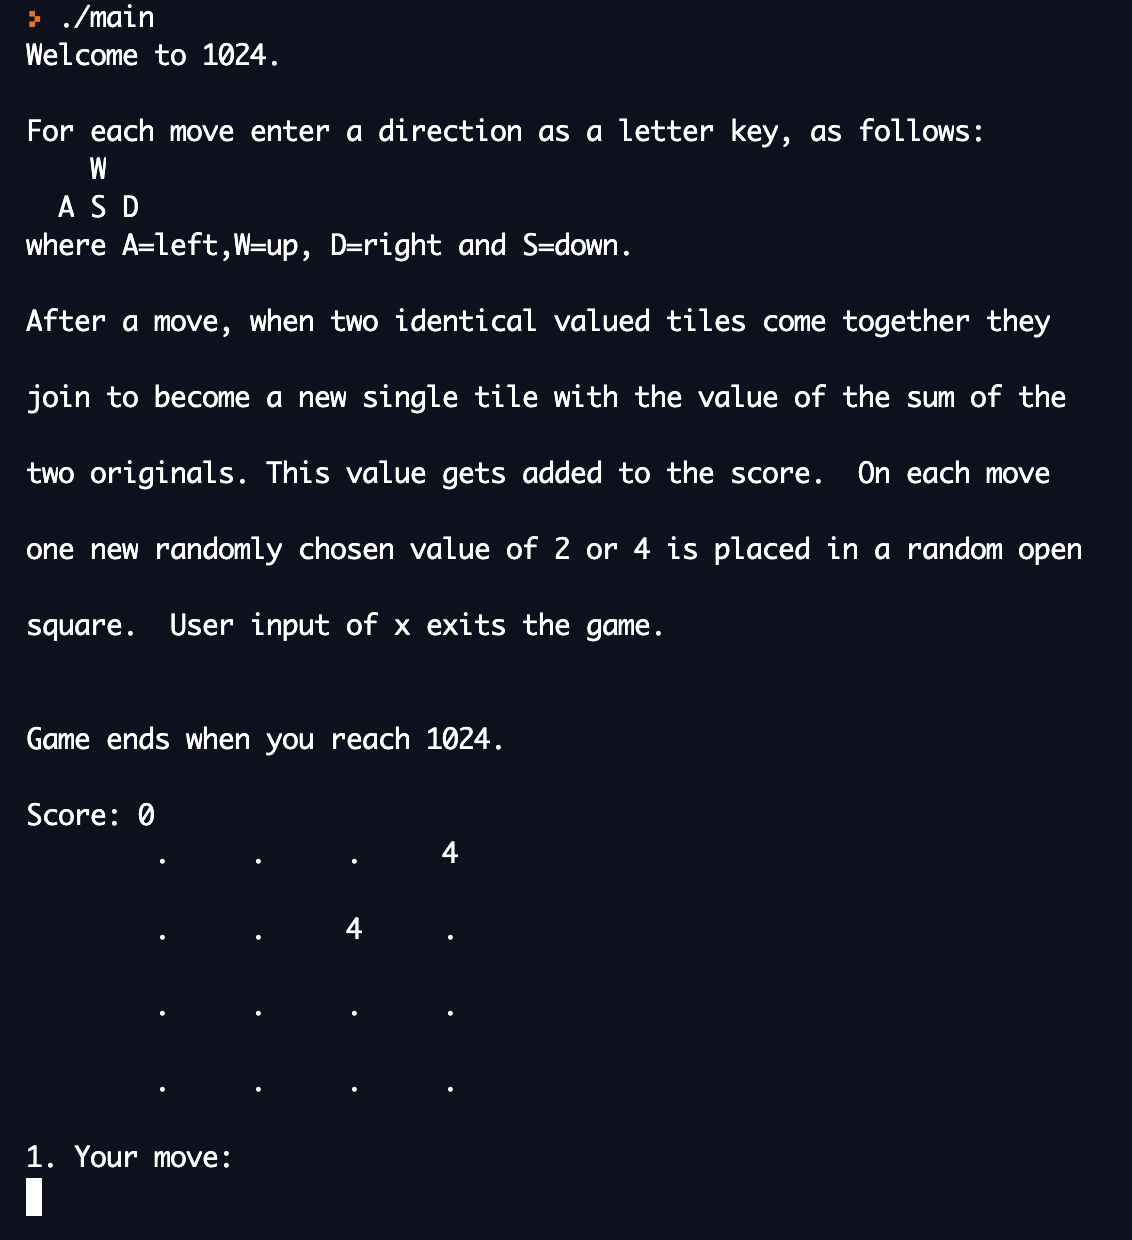 > ./main
Welcome to 1024.
For each move enter a direction as a letter key, as follows:
W
A S D
where A=left,W=up, D=right and S=down.
After a move, when two identical valued tiles come together they
join to become a new single tile with the value of the sum of the
two originals. This value gets added to the score.  On each move
one new randomly chosen value of 2 or 4 is placed in a random open
square.  User input of x exits the game.
Game ends when you reach 1024.
Score: 0
. . . 4
. . 4 .
. . . .
. . . .
1. Your move: